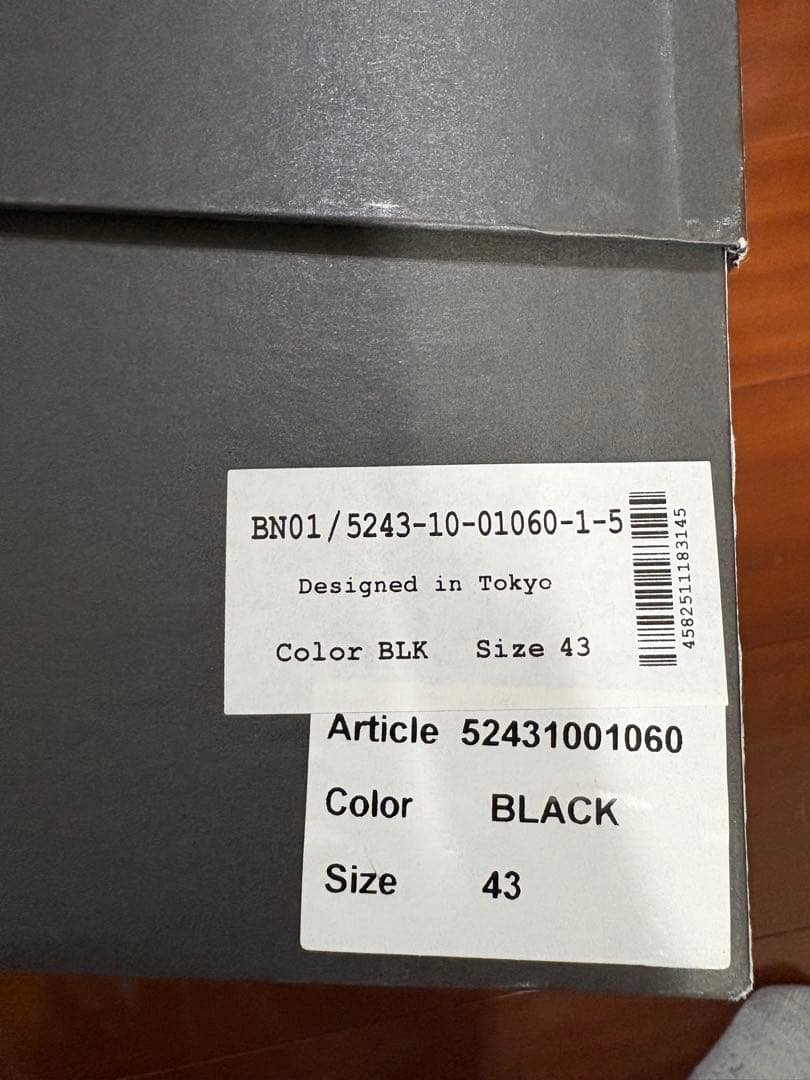 BN01/5243-10-01060-1-5
Designed in Tokyo
Color BLK Size 43
4582511183145
Article 52431001060
Color BLACK
Size 43